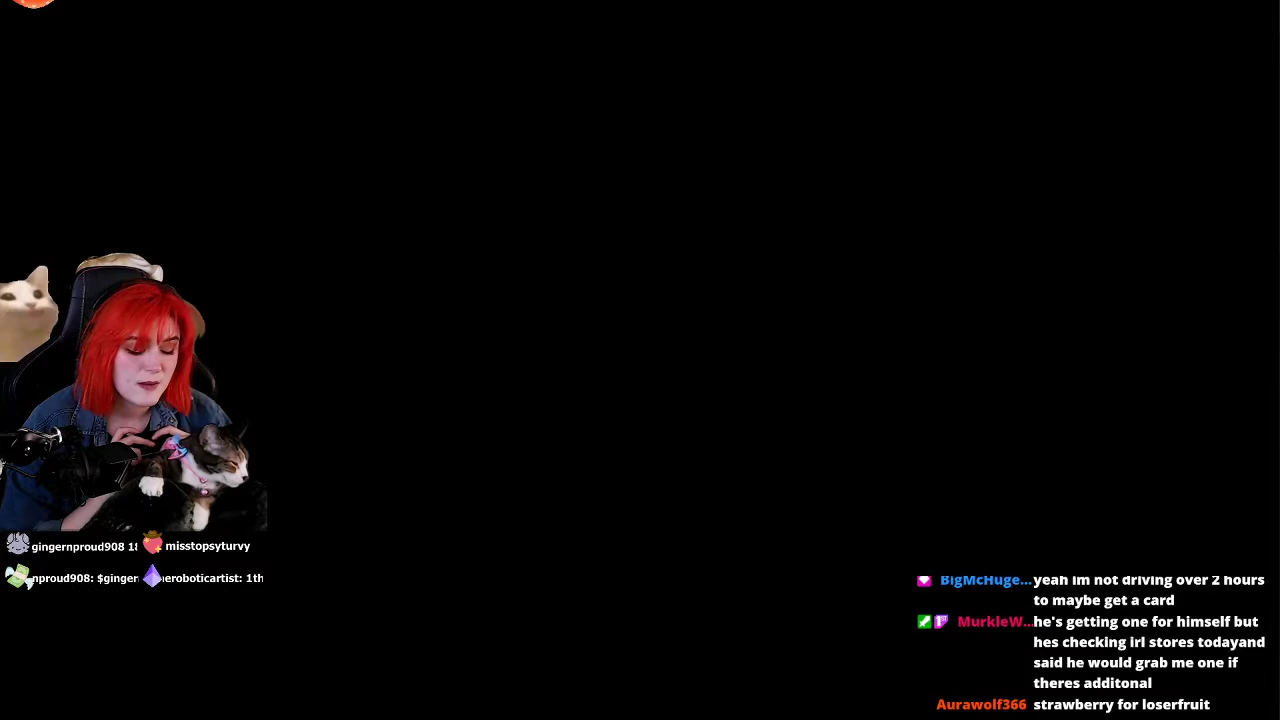 gingernproud908 18
misstopsyturvy
nproud908: $ginger
eroboticartist: 1th
BigMcHuge... yeah im not driving over 2 hours
to maybe get a card
MurkleW... he's getting one for himself but
hes checking irl stores todayand
said he would grab me one if
theres additonal
Aurawolf366 strawberry for loserfruit